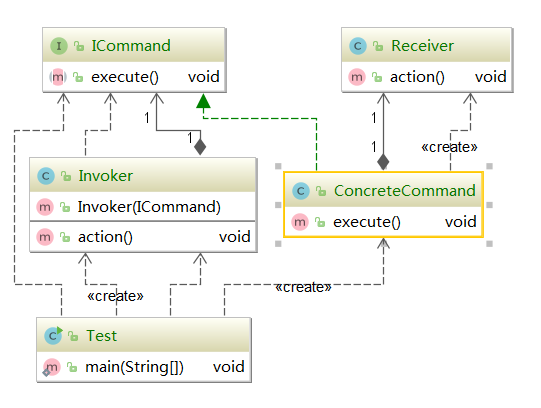 I ICommand
m execute() void
C Receiver
m action() void
1
1
1
1
«create»
C Invoker
m Invoker(ICommand)
m action() void
C ConcreteCommand
m execute() void
«create»
«create»
C Test
m main(String[]) void